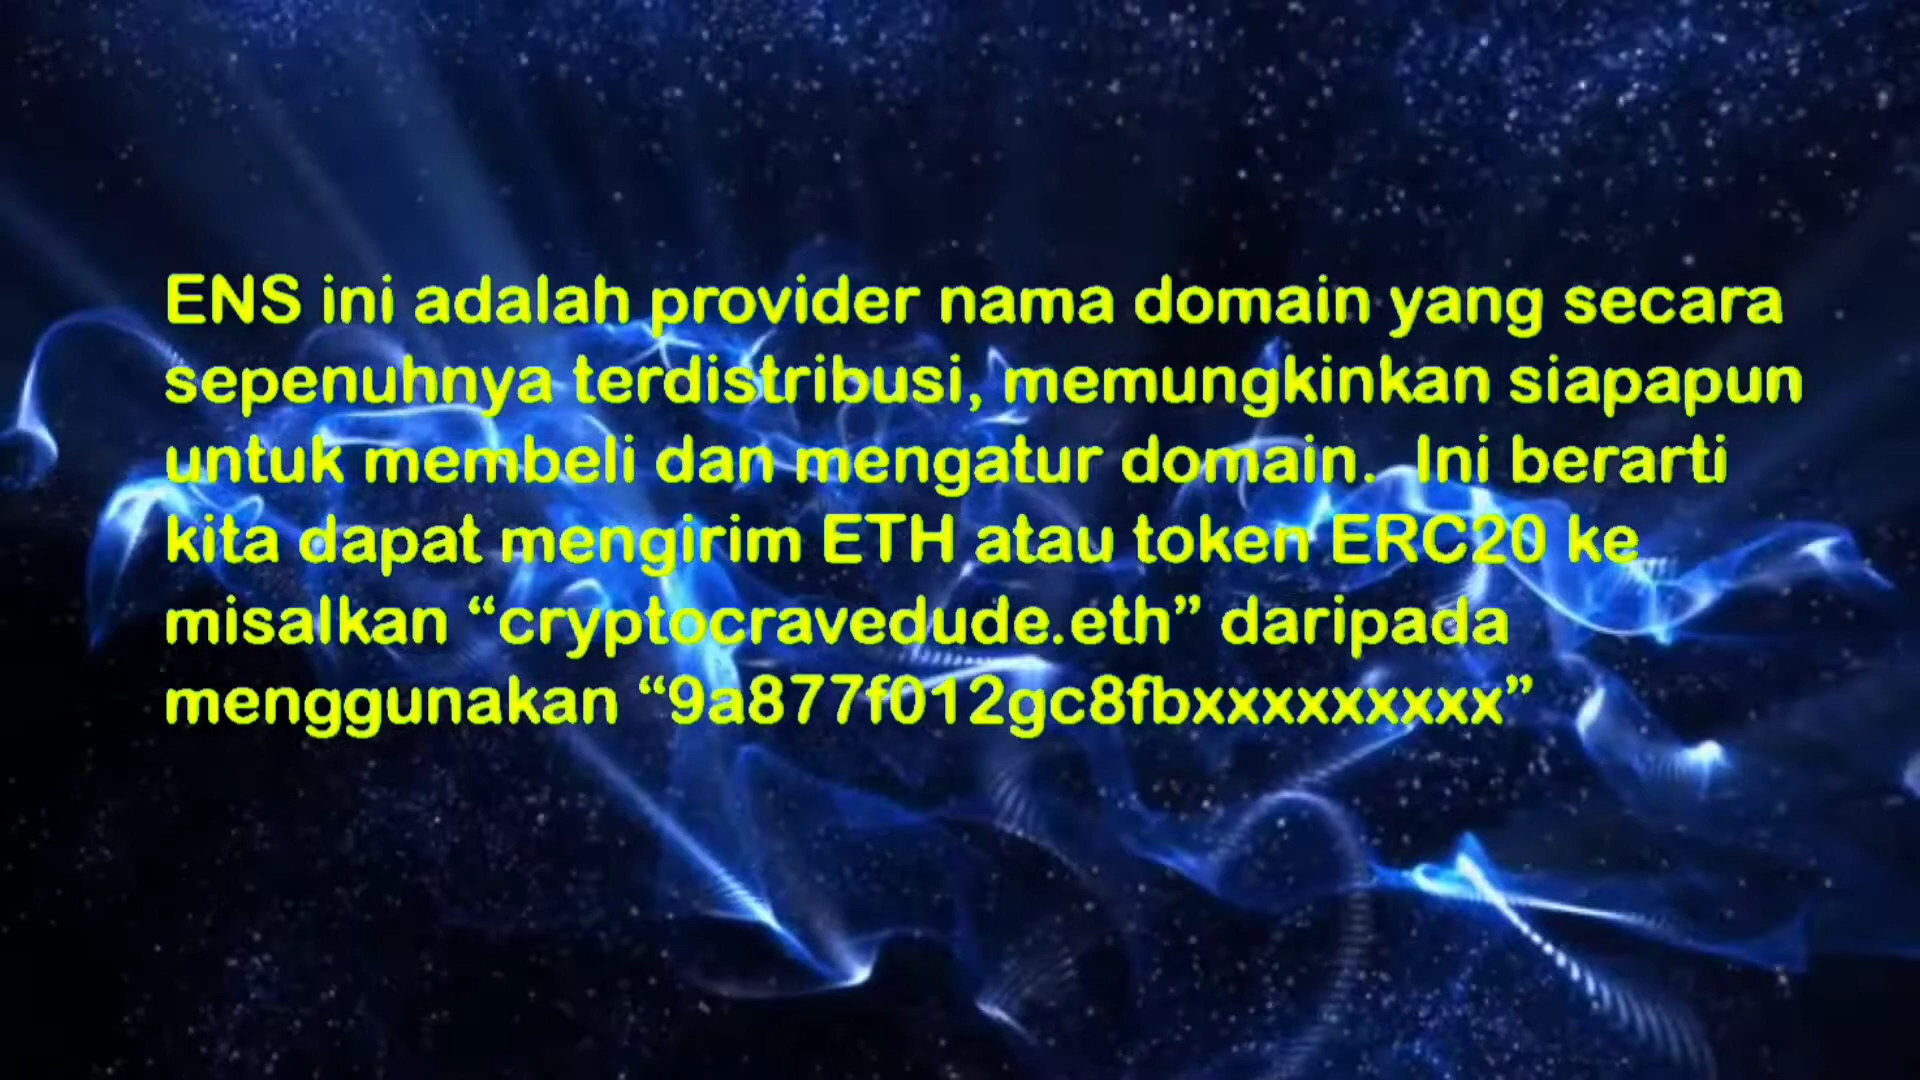 ENS ini adalah provider nama domain yang secara
sepenuhnya terdistribusi, memungkinkan siapapun
untuk membeli dan mengatur domain.  Ini berarti
kita dapat mengirim ETH atau token ERC20 ke
misalkan “cryptocravedude.eth” daripada
menggunakan “9a877f012gc8fbxxxxxxxxx”